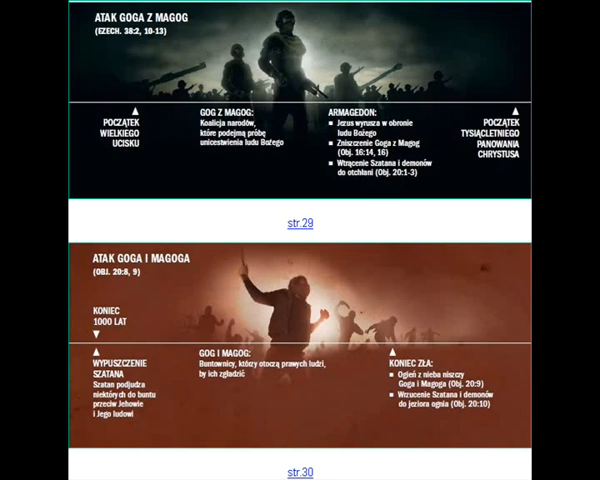 ATAK GOGA Z MAGOG
(EZECH. 38:2, 10-13)
POCZĄTEK
WIELKIEGO
UCISKU
GOG Z MAGOG:
Koalicja narodów,
które podejmą próbę
unicestwienia ludu Bożego
ARMAGEDON:
■ Jezus wyrusza w obronie
ludu Bożego
■ Zniszczenie Goga z Magog
(Obj. 16:14, 16)
■ Wtrącenie Szatana i demonów
do otchłani (Obj. 20:1-3)
POCZĄTEK
TYSIĄCLETNIEGO
PANOWANIA
CHRYSTUSA
str.29
ATAK GOGA I MAGOGA
(OBJ. 20:8, 9)
KONIEC
1000 LAT
WYPUSZCZENIE
SZATANA
Szatan podjudza
niektórych do buntu
przeciw Jehowie
i Jego ludowi
GOG I MAGOG:
Buntownicy, którzy otoczą prawych ludzi,
by ich zgładzić
KONIEC ZŁA:
■ Ogień z nieba niszczy
Goga i Magoga (Obj. 20:9)
■ Wrzucenie Szatana i demonów
do jeziora ognia (Obj. 20:10)
str.30